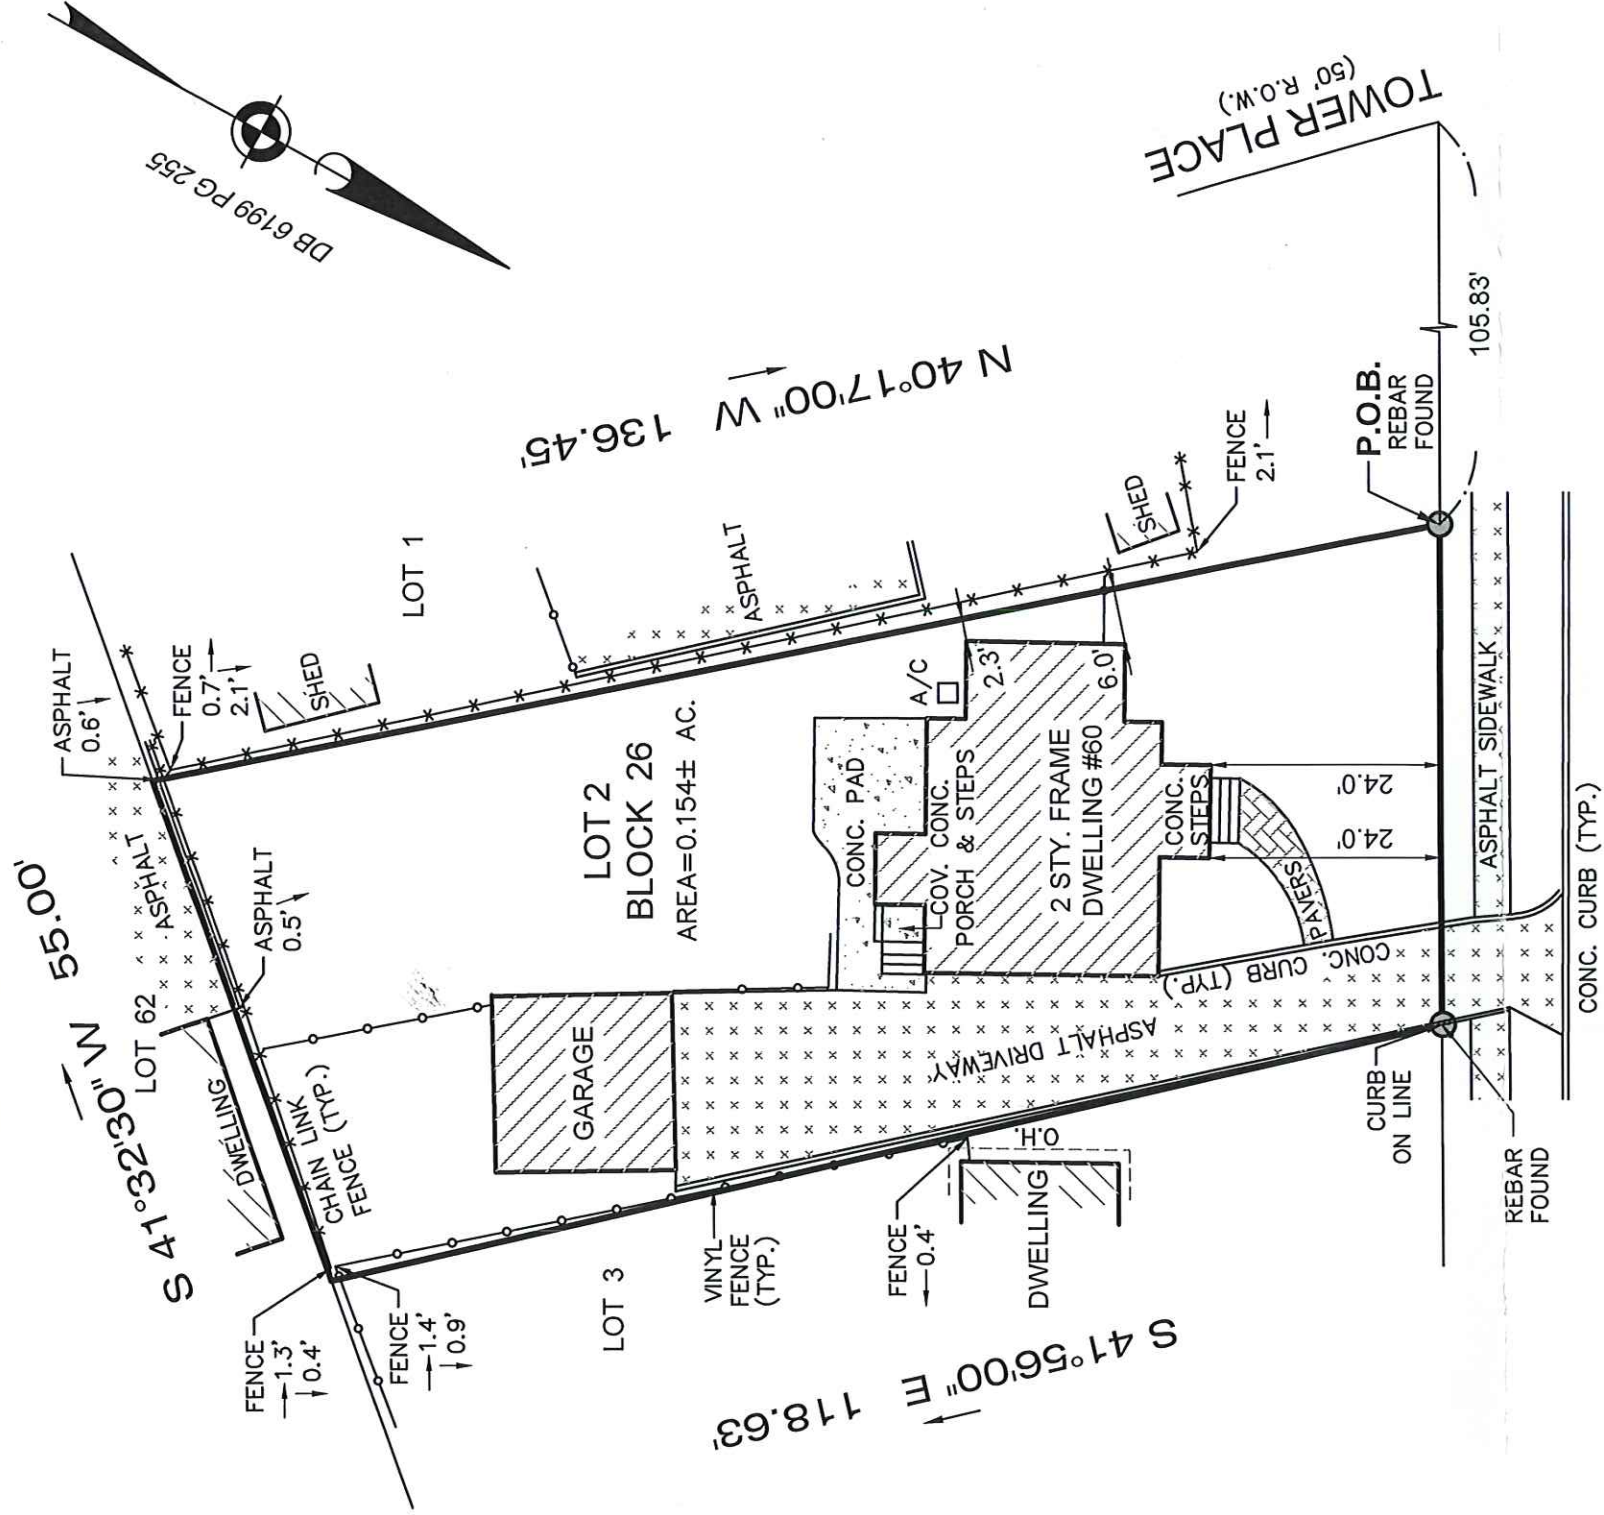 DB 6199 PG 255
TOWER PLACE
(50' R.O.W.)
N 40°17'00" W 136.45'
105.83'
P.O.B.
REBAR
FOUND
FENCE
2.1'
SHED
ASPHALT
LOT 1
SHED
FENCE
0.7'
2.1'
ASPHALT
0.6'
S 41°32'30" W 55.00'
LOT 62
ASPHALT
ASPHALT
0.5'
DWELLING
CHAIN LINK
FENCE (TYP.)
LOT 2
BLOCK 26
AREA=0.154± AC.
A/C
2.3'
6.0'
CONC. PAD
COV. CONC.
PORCH & STEPS
2 STY. FRAME
DWELLING #60
CONC.
STEPS
24.0'
24.0'
PAVERS
CONC. CURB (TYP.)
ASPHALT SIDEWALK
CONC. CURB (TYP.)
GARAGE
ASPHALT DRIVEWAY
CURB
ON LINE
REBAR
FOUND
O.H.
DWELLING
FENCE
0.4'
VINYL
FENCE
(TYP.)
LOT 3
FENCE
1.3'
0.4'
FENCE
1.4'
0.9'
S 41°56'00" E 118.63'